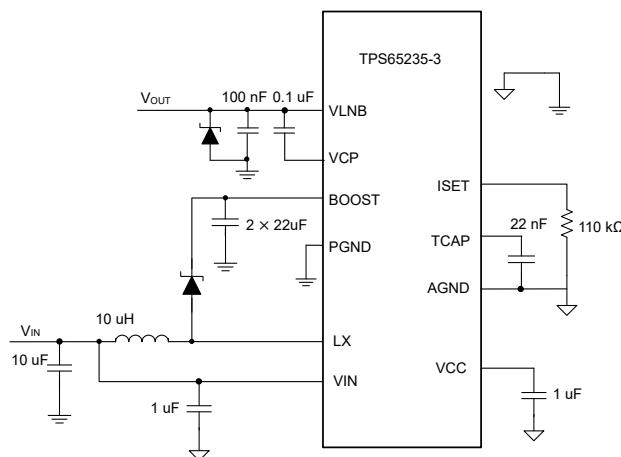 TPS65235-3
VOUT
100 nF
0.1 uF
VLNB
VCP
BOOST
2 × 22uF
PGND
ISET
22 nF
TCAP
110 kΩ
AGND
VIN
10 uH
LX
10 uF
VIN
1 uF
VCC
1 uF